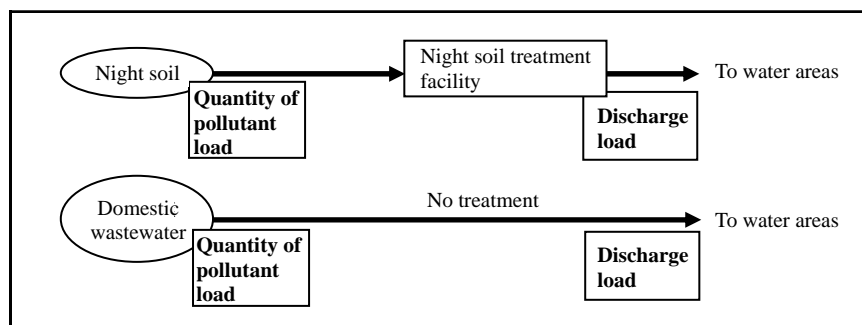 Night soil
Night soil treatment
facility
To water areas
Quantity of
pollutant
load
Discharge
load
Domestic
wastewater
No treatment
To water areas
Quantity of
pollutant
load
Discharge
load